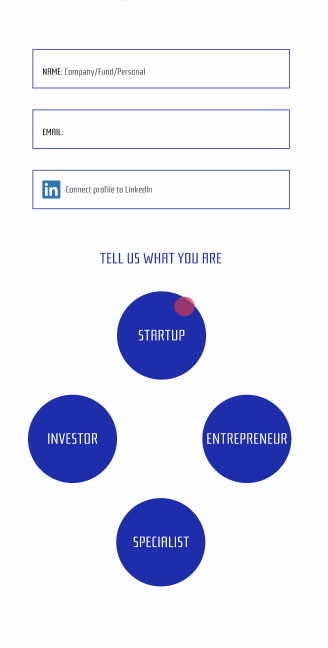 NAME: Company/Fund/Personal
EMAIL:
in Connect profile to LinkedIn
TELL US WHAT YOU ARE
STARTUP
INVESTOR
ENTREPRENEUR
SPECIALIST